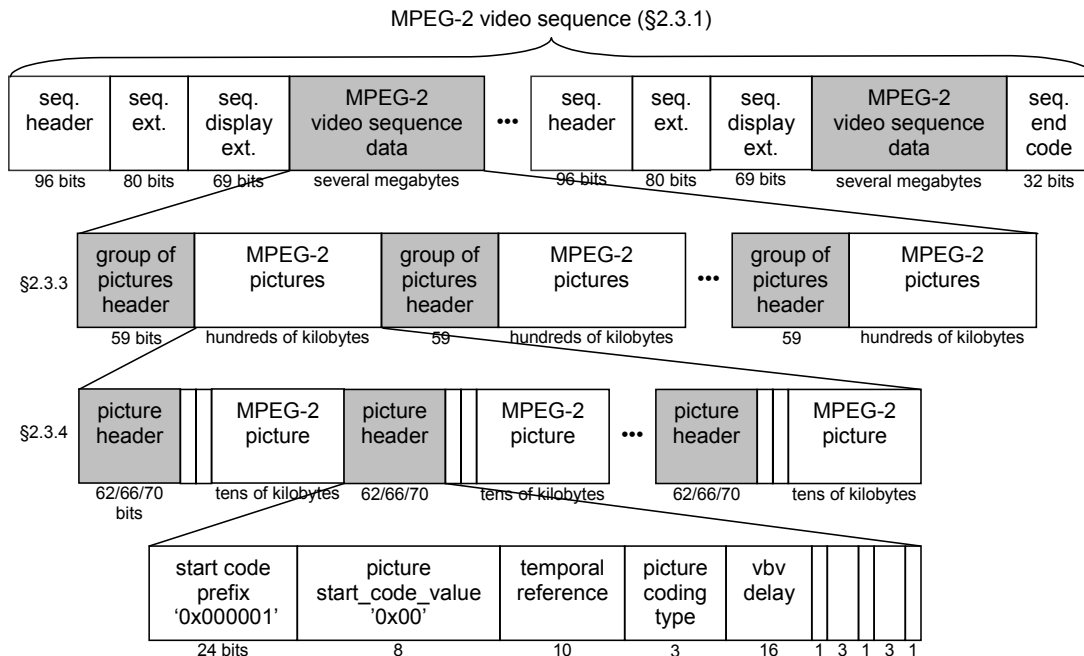 MPEG-2 video sequence (§2.3.1)
seq. header
seq. ext.
seq. display ext.
MPEG-2 video sequence data
•••
seq. header
seq. ext.
seq. display ext.
MPEG-2 video sequence data
seq. end code
96 bits
80 bits
69 bits
several megabytes
96 bits
80 bits
69 bits
several megabytes
32 bits
§2.3.3
group of pictures header
MPEG-2 pictures
group of pictures header
MPEG-2 pictures
•••
group of pictures header
MPEG-2 pictures
59 bits
hundreds of kilobytes
59
hundreds of kilobytes
59
hundreds of kilobytes
§2.3.4
picture header
MPEG-2 picture
picture header
MPEG-2 picture
•••
picture header
MPEG-2 picture
62/66/70 bits
tens of kilobytes
62/66/70
tens of kilobytes
62/66/70
tens of kilobytes
start code prefix '0x000001'
picture start_code_value '0x00'
temporal reference
picture coding type
vbv delay
24 bits
8
10
3
16
1
3
1
3
1